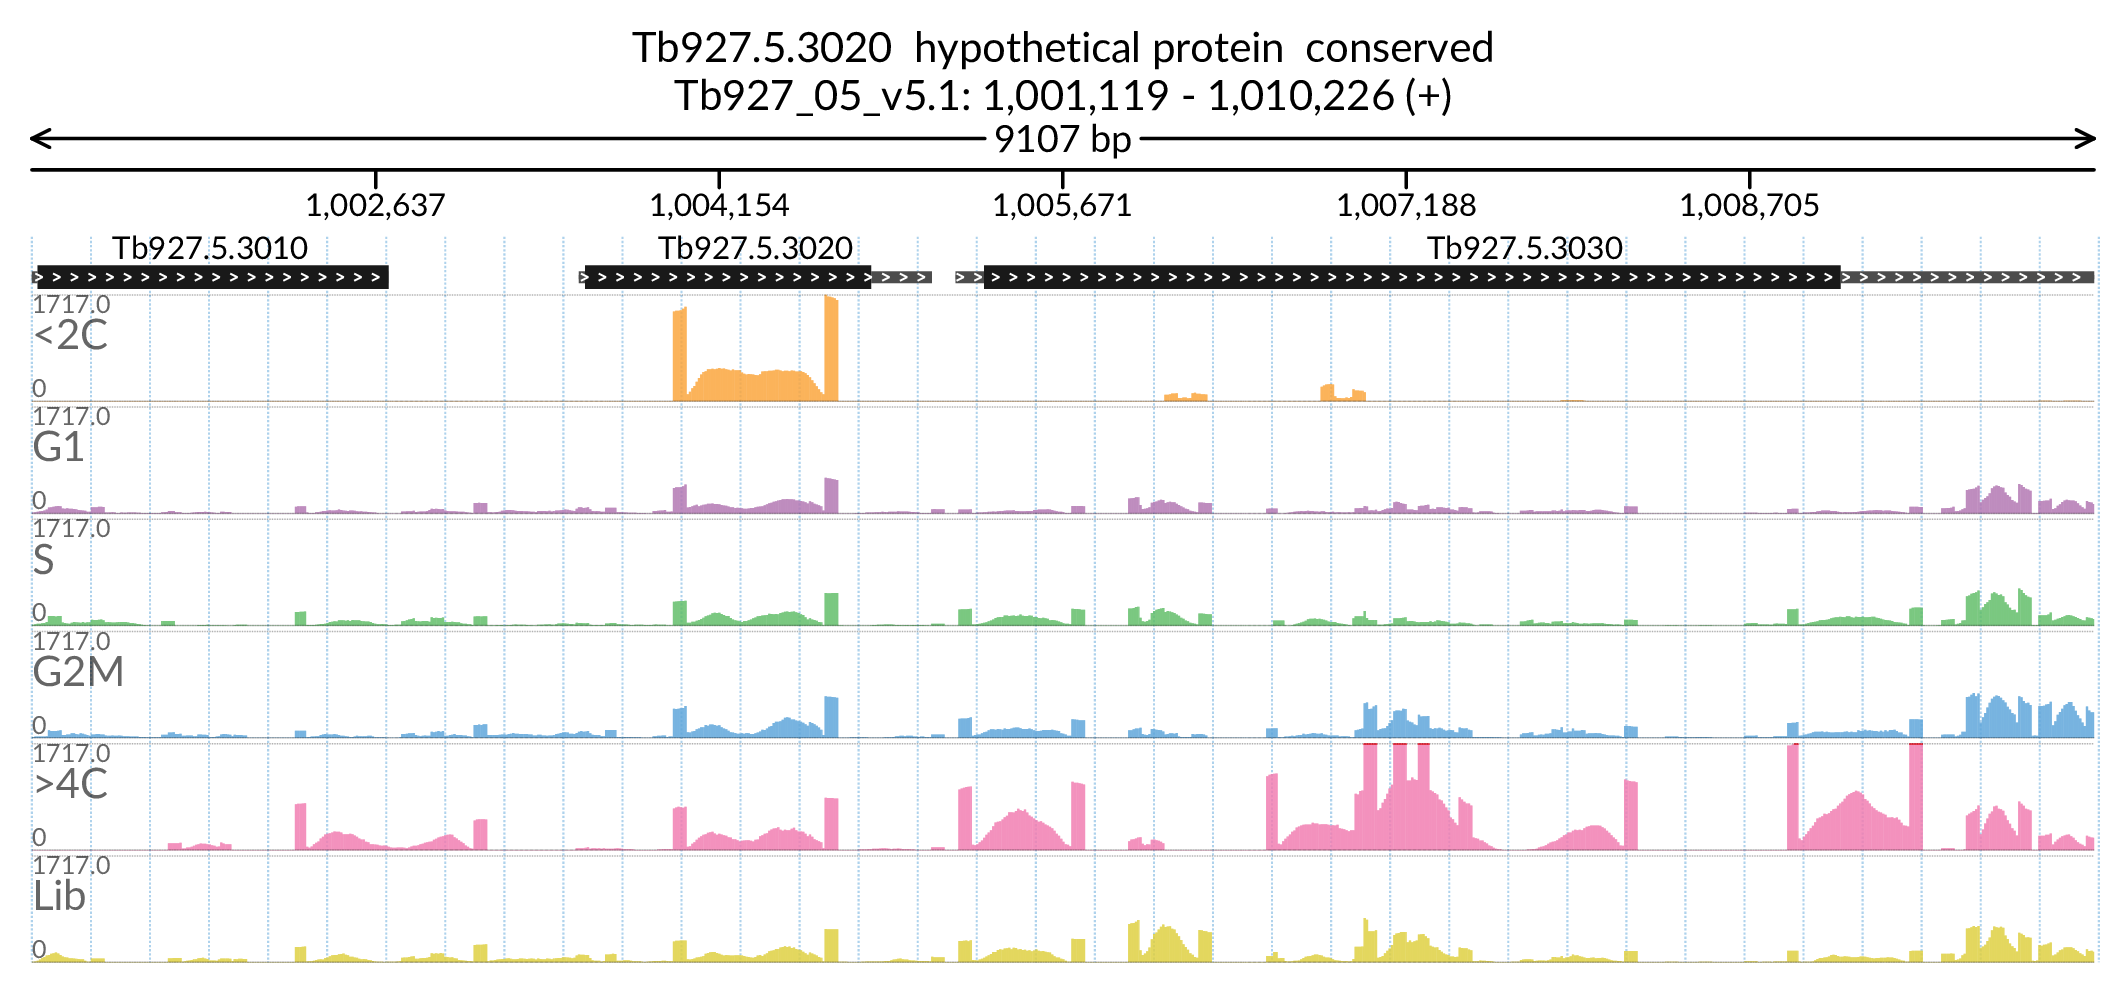 Tb927.5.3020 hypothetical protein conserved
Tb927_05_v5.1: 1,001,119 - 1,010,226 (+)
9107 bp
1,002,637 1,004,154 1,005,671 1,007,188 1,008,705
Tb927.5.3010 Tb927.5.3020 Tb927.5.3030
1717.0
<2C
0
1717.0
G1
0
1717.0
S
0
1717.0
G2M
0
1717.0
>4C
0
1717.0
Lib
0